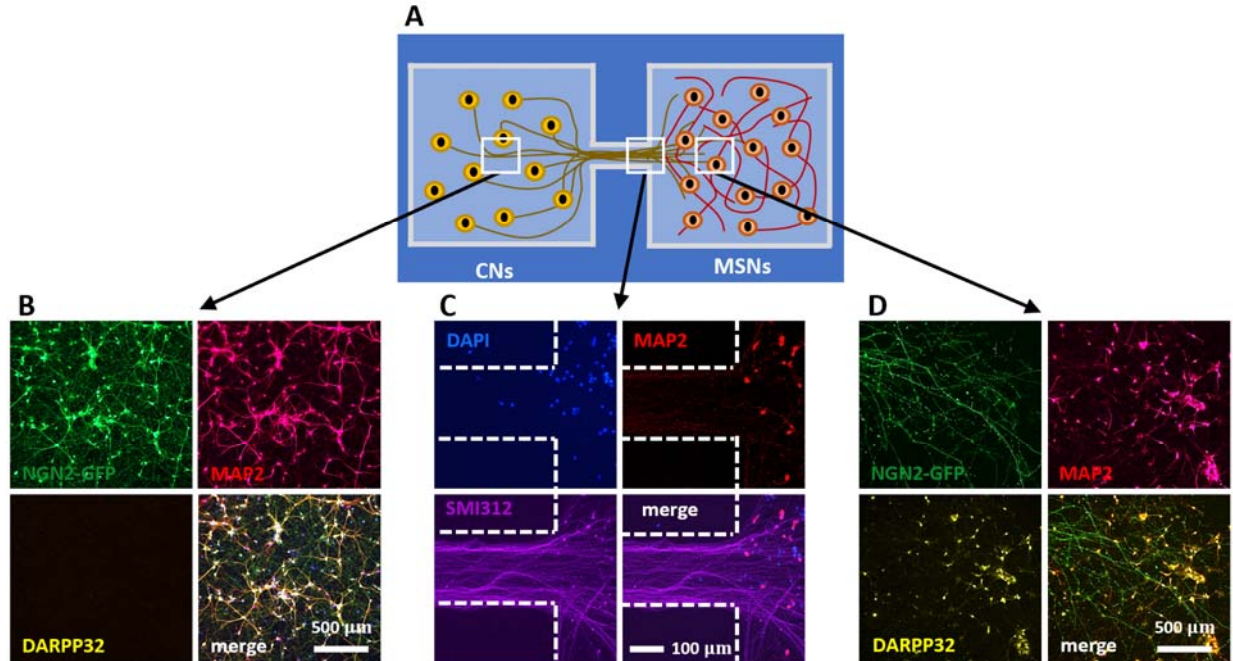 A
CNs
MSNs
B
NGN2-GFP
MAP2
DARPP32
merge
500 μm
C
DAPI
MAP2
SMI312
merge
100 μm
D
NGN2-GFP
MAP2
DARPP32
merge
500 μm